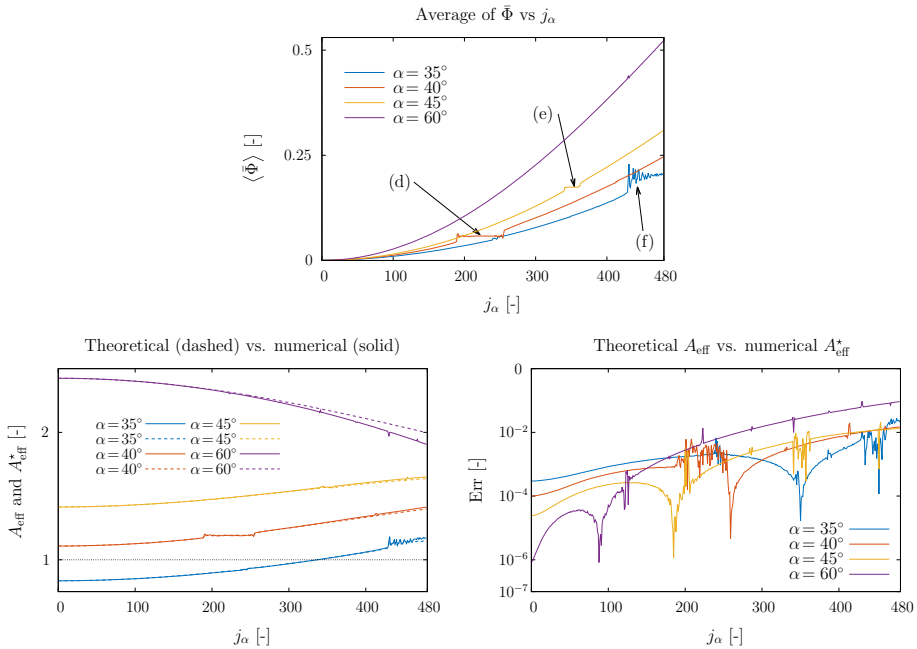 Average of Φ̄ vs j_α
0.5
0.25
0
⟨Φ̄⟩ [-]
α = 35°
α = 40°
α = 45°
α = 60°
(d)
(e)
(f)
0 100 200 300 400 480
j_α [-]
Theoretical (dashed) vs. numerical (solid)
2
1
A_eff and A*_eff [-]
α = 35° α = 45°
α = 35° α = 45°
α = 40° α = 60°
α = 40° α = 60°
0 100 200 300 400 480
j_α [-]
Theoretical A_eff vs. numerical A*_eff
0
10^−2
10^−4
10^−6
10^−7
Err [-]
α = 35°
α = 40°
α = 45°
α = 60°
0 100 200 300 400 480
j_α [-]